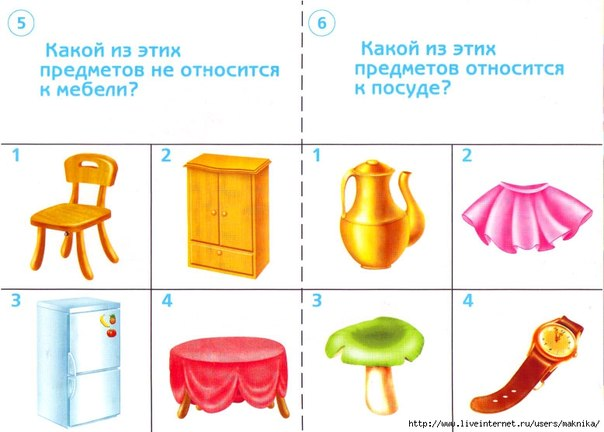 5
Какой из этих
предметов не относится
к мебели?
1
2
3
4
6
Какой из этих
предметов относится
к посуде?
1
2
3
4
http://www.liveinternet.ru/users/maknika/